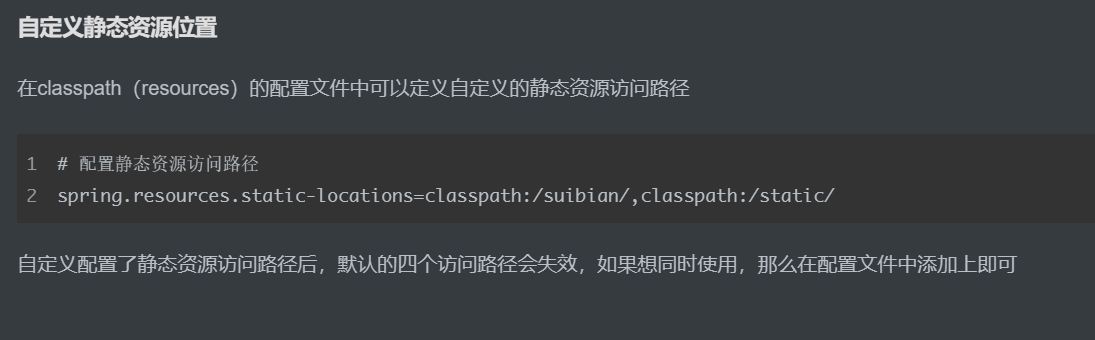 自定义静态资源位置
在classpath（resources）的配置文件中可以定义自定义的静态资源访问路径
1 # 配置静态资源访问路径
2 spring.resources.static-locations=classpath:/suibian/,classpath:/static/
自定义配置了静态资源访问路径后，默认的四个访问路径会失效，如果想同时使用，那么在配置文件中添加上即可